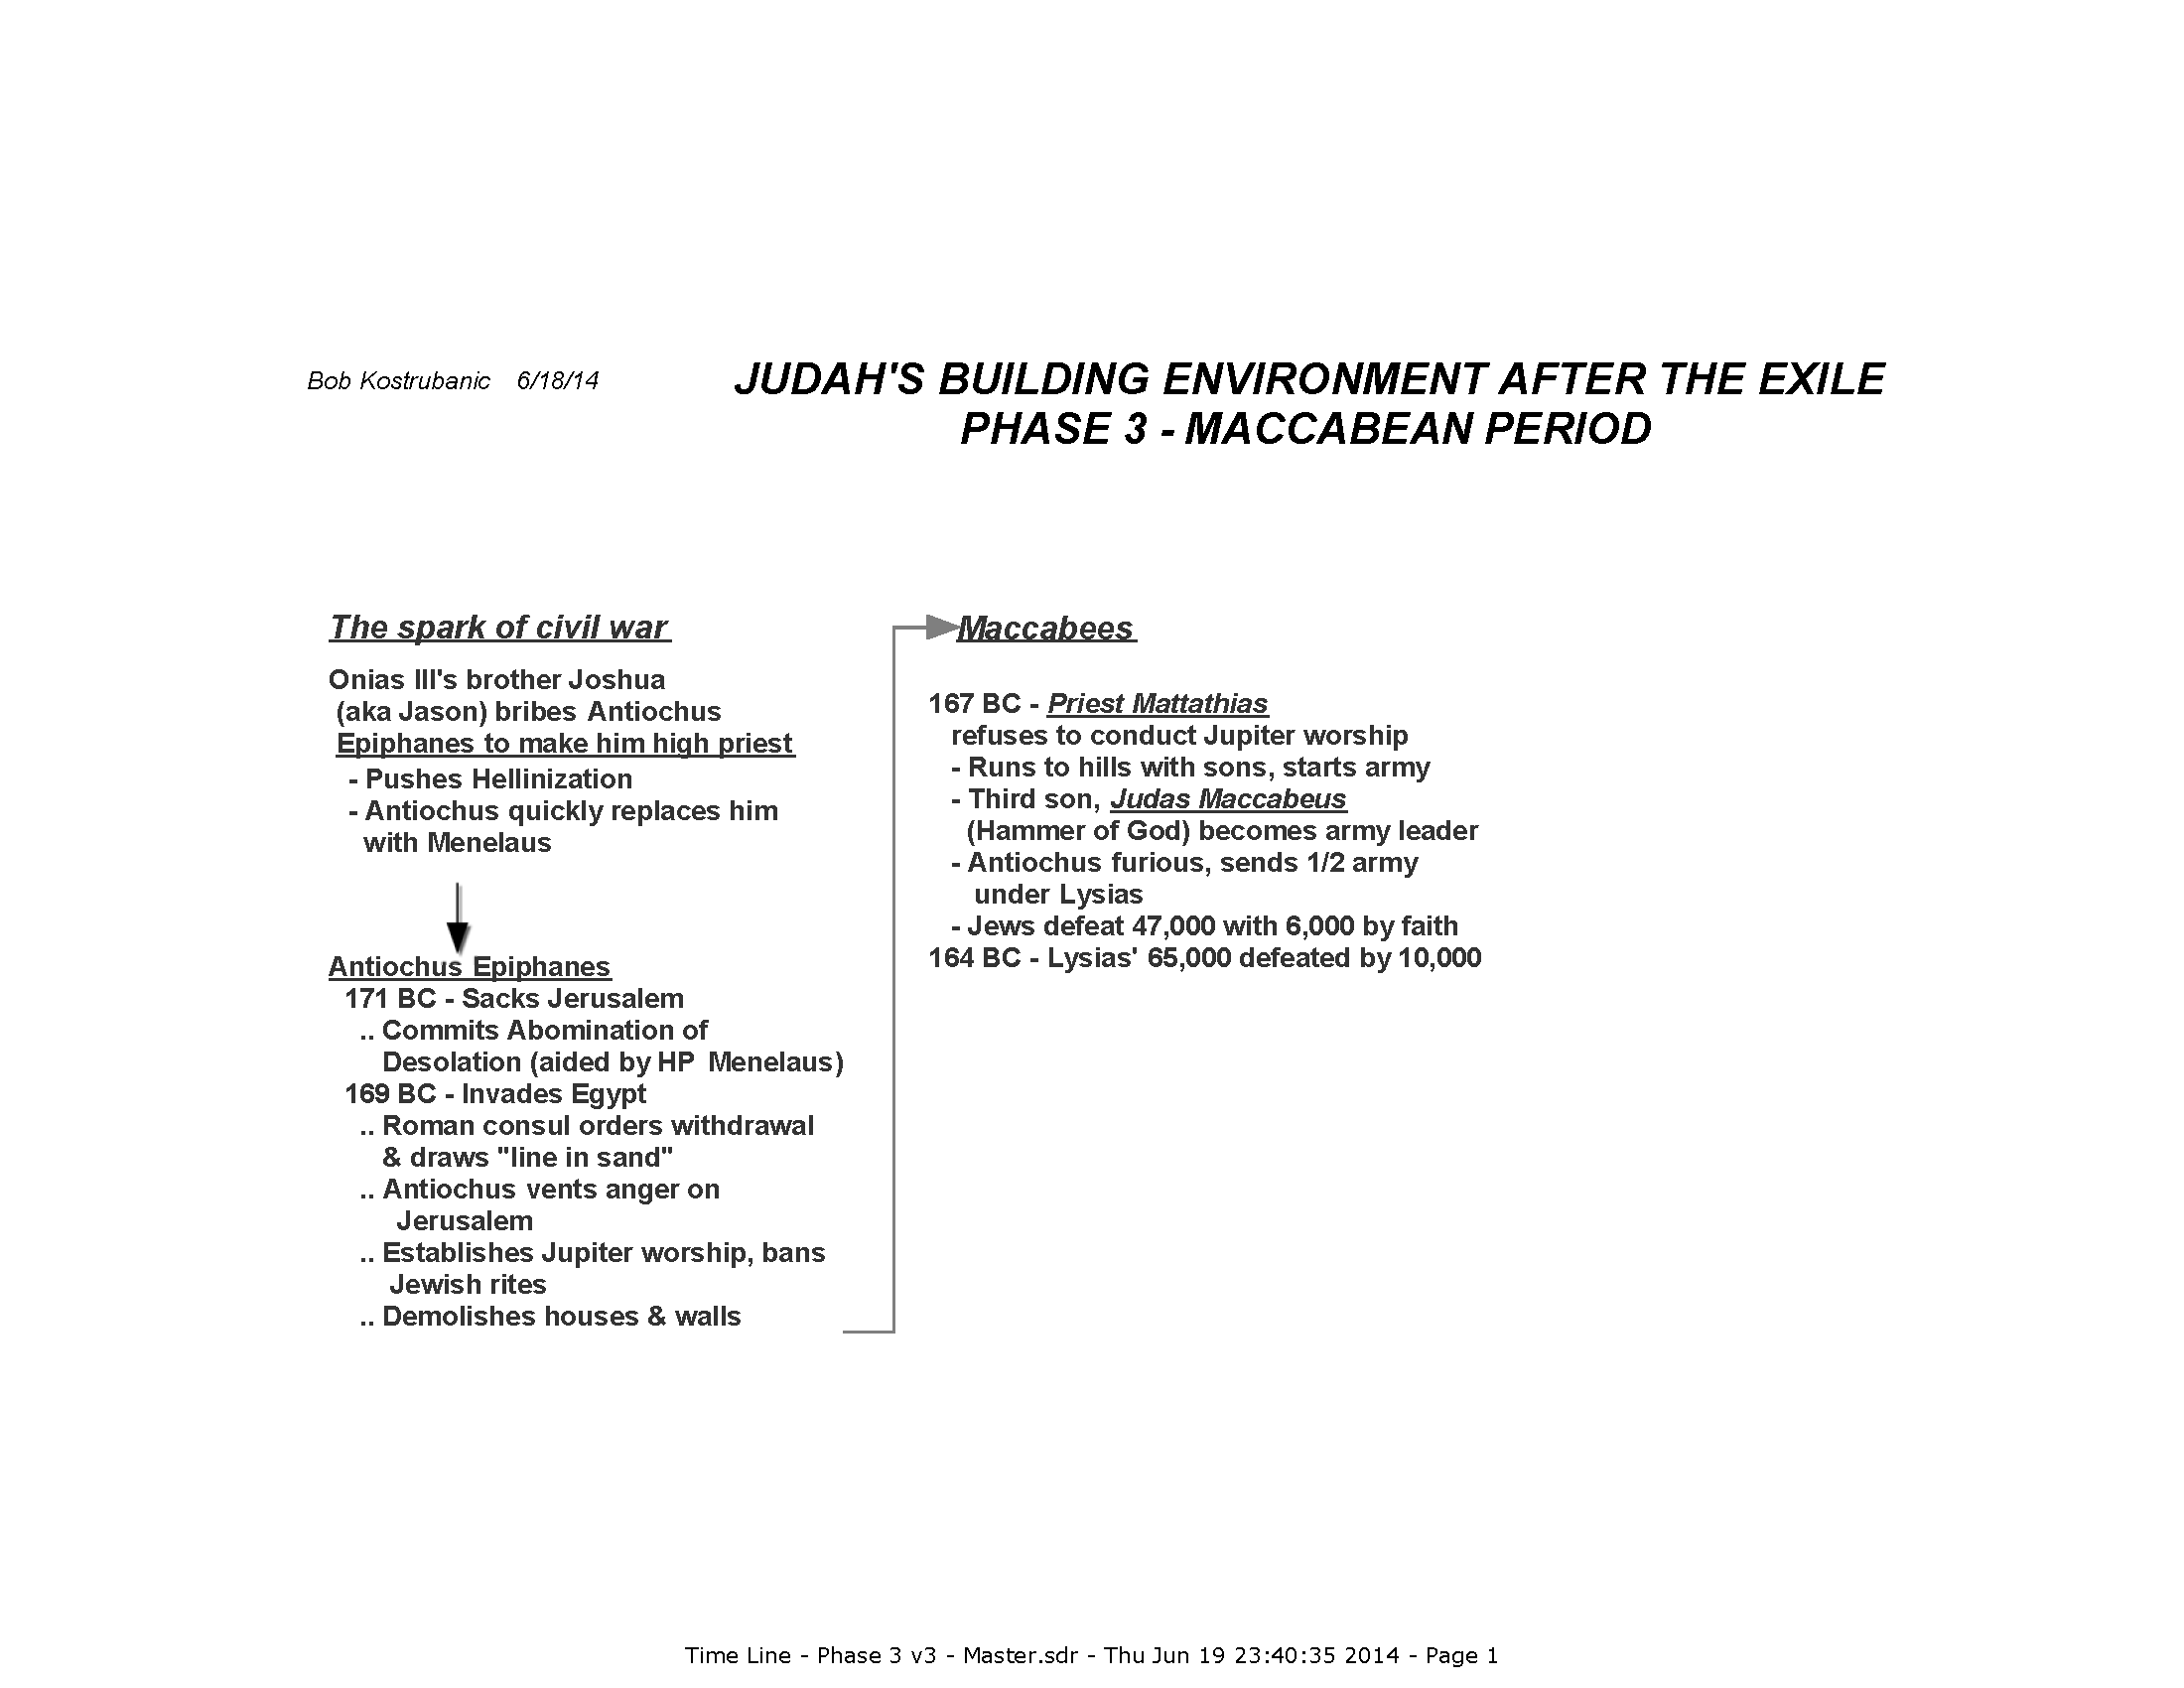 Bob Kostrubanic 6/18/14
JUDAH'S BUILDING ENVIRONMENT AFTER THE EXILE
PHASE 3 - MACCABEAN PERIOD
The spark of civil war
Onias III's brother Joshua
(aka Jason) bribes Antiochus
Epiphanes to make him high priest
- Pushes Hellinization
- Antiochus quickly replaces him
with Menelaus
Antiochus Epiphanes
171 BC - Sacks Jerusalem
.. Commits Abomination of
Desolation (aided by HP Menelaus)
169 BC - Invades Egypt
.. Roman consul orders withdrawal
& draws "line in sand"
.. Antiochus vents anger on
Jerusalem
.. Establishes Jupiter worship, bans
Jewish rites
.. Demolishes houses & walls
Maccabees
167 BC - Priest Mattathias
refuses to conduct Jupiter worship
- Runs to hills with sons, starts army
- Third son, Judas Maccabeus
(Hammer of God) becomes army leader
- Antiochus furious, sends 1/2 army
under Lysias
- Jews defeat 47,000 with 6,000 by faith
164 BC - Lysias' 65,000 defeated by 10,000
Time Line - Phase 3 v3 - Master.sdr - Thu Jun 19 23:40:35 2014 - Page 1